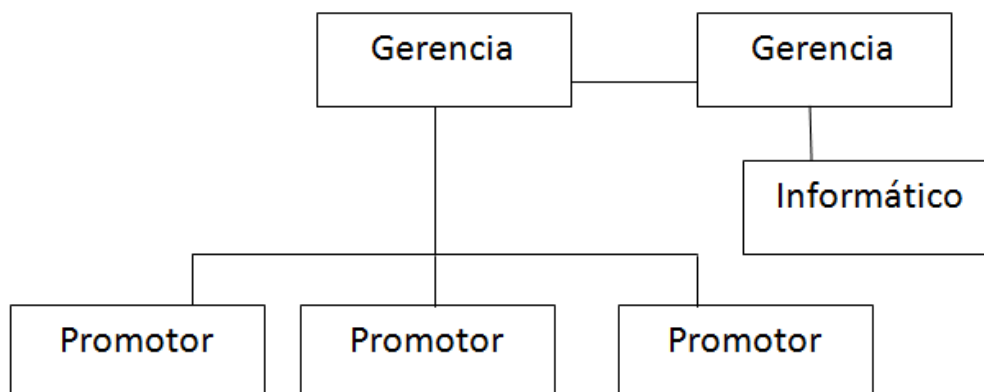 Gerencia
Gerencia
Informático
Promotor
Promotor
Promotor